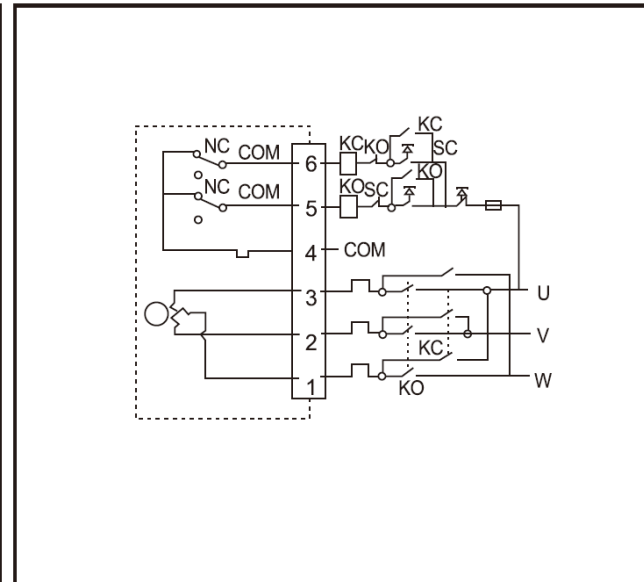 KC
NC COM 6 KC KO SC
KO
NC COM 5 KO SC
4 COM
3 U
2 V
KC
1 W
KO